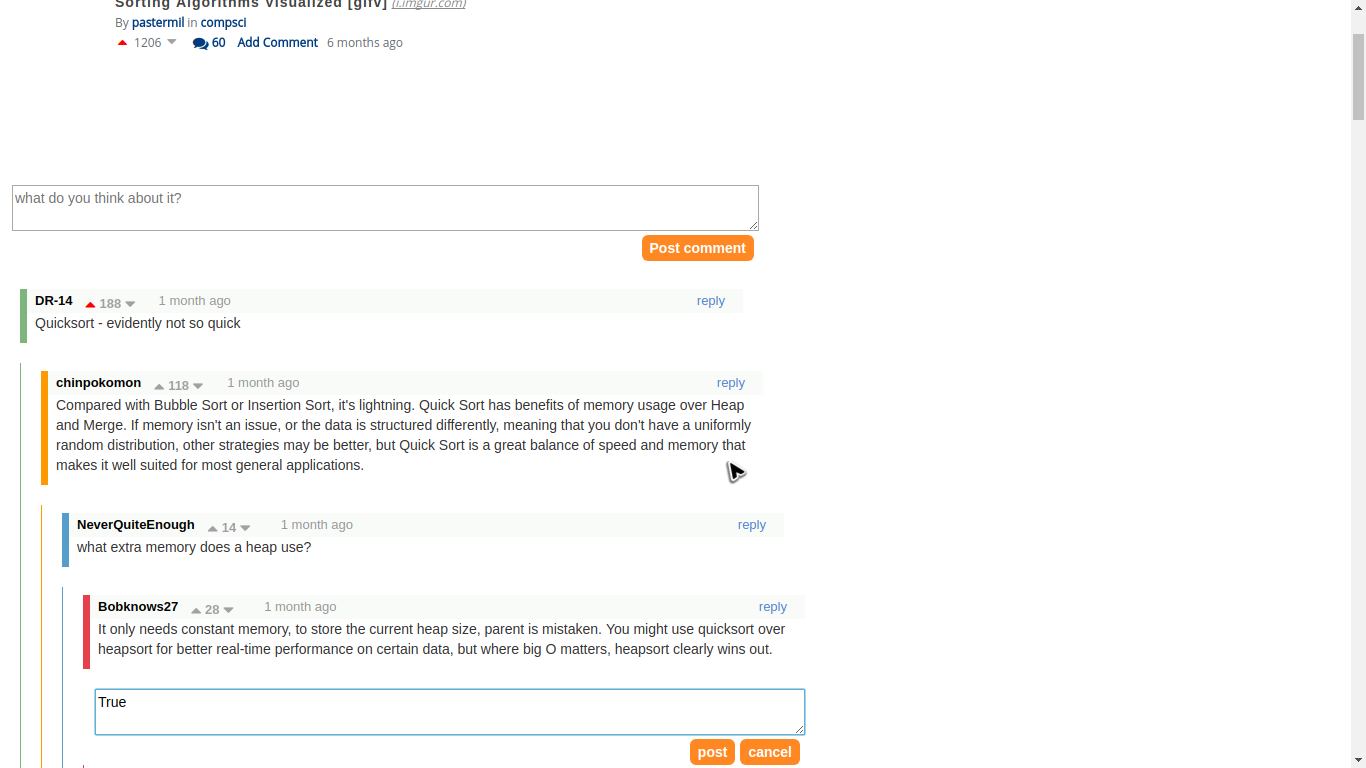 Sorting Algorithms Visualized [gifv] (i.imgur.com)
By pastermil in compsci
1206 60 Add Comment 6 months ago
what do you think about it?
Post comment
DR-14 188 1 month ago reply
Quicksort - evidently not so quick
chinpokomon 118 1 month ago reply
Compared with Bubble Sort or Insertion Sort, it's lightning. Quick Sort has benefits of memory usage over Heap
and Merge. If memory isn't an issue, or the data is structured differently, meaning that you don't have a uniformly
random distribution, other strategies may be better, but Quick Sort is a great balance of speed and memory that
makes it well suited for most general applications.
NeverQuiteEnough 14 1 month ago reply
what extra memory does a heap use?
Bobknows27 28 1 month ago reply
It only needs constant memory, to store the current heap size, parent is mistaken. You might use quicksort over
heapsort for better real-time performance on certain data, but where big O matters, heapsort clearly wins out.
True
post cancel